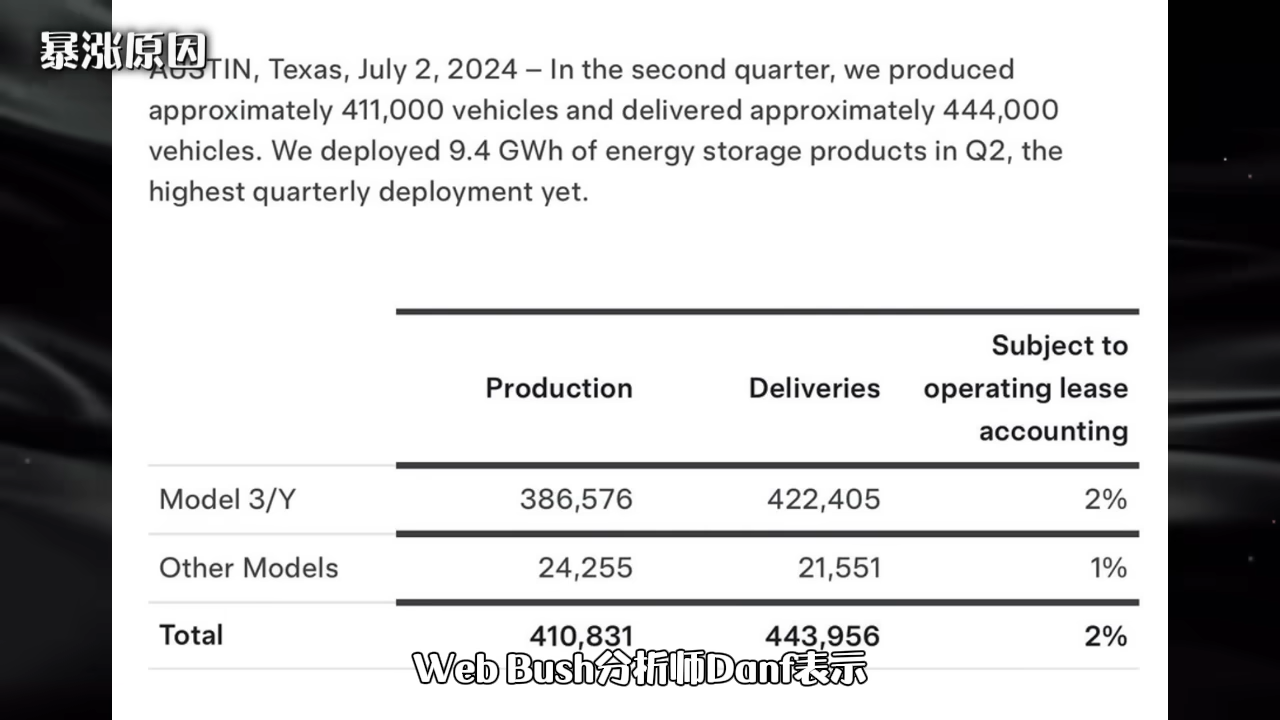 暴涨原因
AUSTIN, Texas, July 2, 2024 – In the second quarter, we produced
approximately 411,000 vehicles and delivered approximately 444,000
vehicles. We deployed 9.4 GWh of energy storage products in Q2, the
highest quarterly deployment yet.
Production Deliveries Subject to operating lease accounting
Model 3/Y 386,576 422,405 2%
Other Models 24,255 21,551 1%
Total 410,831 443,956 2%
Web Bush分析师Danf表示